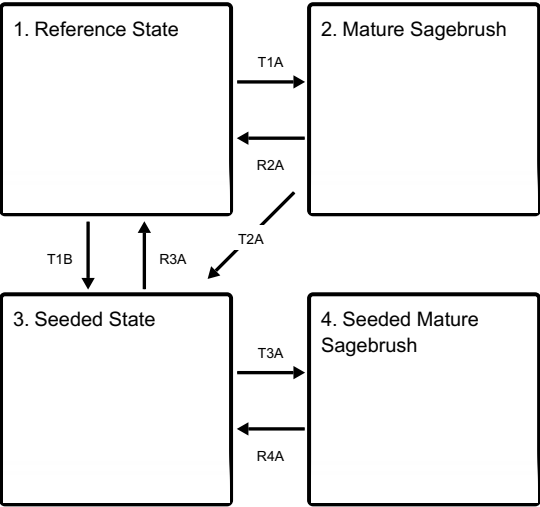 1. Reference State
2. Mature Sagebrush
T1A
R2A
T2A
T1B
R3A
3. Seeded State
4. Seeded Mature
Sagebrush
T3A
R4A